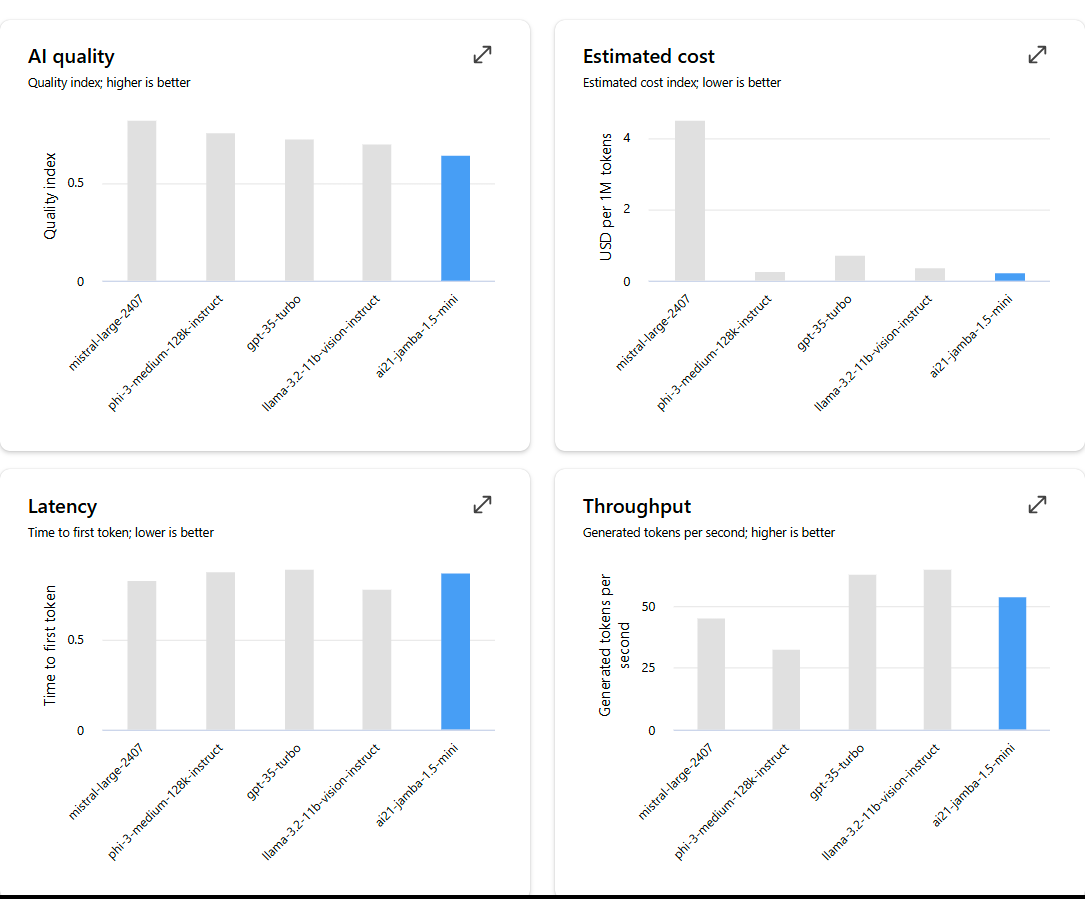 AI quality
Quality index; higher is better
Quality index
0.5
0
mistral-large-2407
phi-3-medium-128k-instruct
gpt-35-turbo
llama-3.2-11b-vision-instruct
ai21-jamba-1.5-mini
Estimated cost
Estimated cost index; lower is better
USD per 1M tokens
4
2
0
mistral-large-2407
phi-3-medium-128k-instruct
gpt-35-turbo
llama-3.2-11b-vision-instruct
ai21-jamba-1.5-mini
Latency
Time to first token; lower is better
Time to first token
0.5
0
mistral-large-2407
phi-3-medium-128k-instruct
gpt-35-turbo
llama-3.2-11b-vision-instruct
ai21-jamba-1.5-mini
Throughput
Generated tokens per second; higher is better
Generated tokens per
second
50
25
0
mistral-large-2407
phi-3-medium-128k-instruct
gpt-35-turbo
llama-3.2-11b-vision-instruct
ai21-jamba-1.5-mini